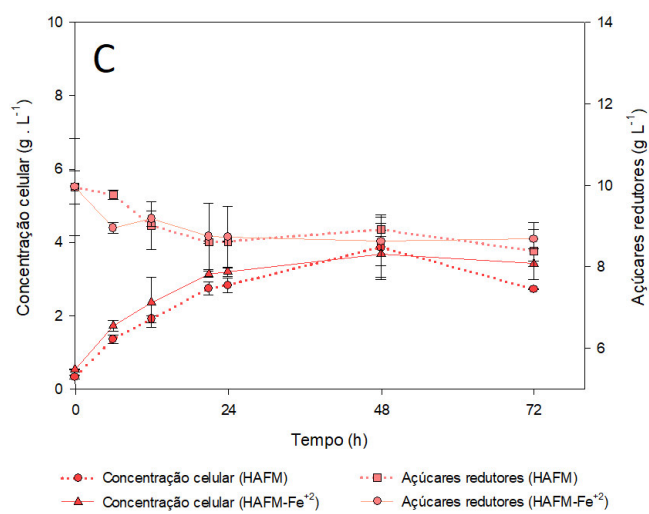 C
10
8
6
4
2
0
Concentração celular (g . L⁻¹)
14
12
10
8
6
Açúcares redutores (g L⁻¹)
0 24 48 72
Tempo (h)
Concentração celular (HAFM) Açúcares redutores (HAFM)
Concentração celular (HAFM-Fe⁺²) Açúcares redutores (HAFM-Fe⁺²)